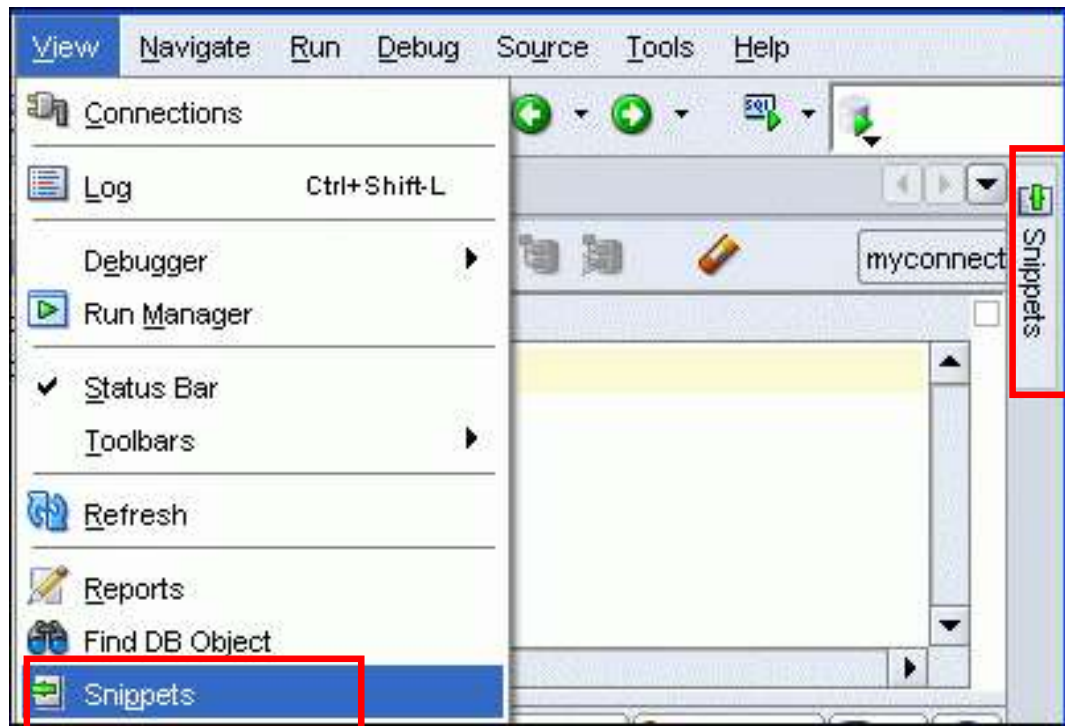 View Navigate Run Debug Source Tools Help
Connections
Log Ctrl+Shift-L
Debugger
Run Manager
Status Bar
Toolbars
Refresh
Reports
Find DB Object
Snippets
SQL
myconnect
Snippets